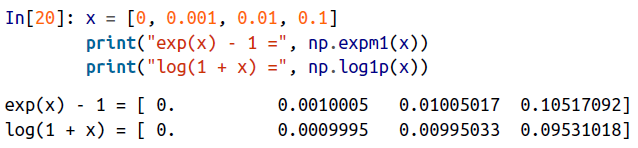 In[20]: x = [0, 0.001, 0.01, 0.1]
print("exp(x) - 1 =", np.expm1(x))
print("log(1 + x) =", np.log1p(x))
exp(x) - 1 = [ 0. 0.0010005 0.01005017 0.10517092]
log(1 + x) = [ 0. 0.0009995 0.00995033 0.09531018]